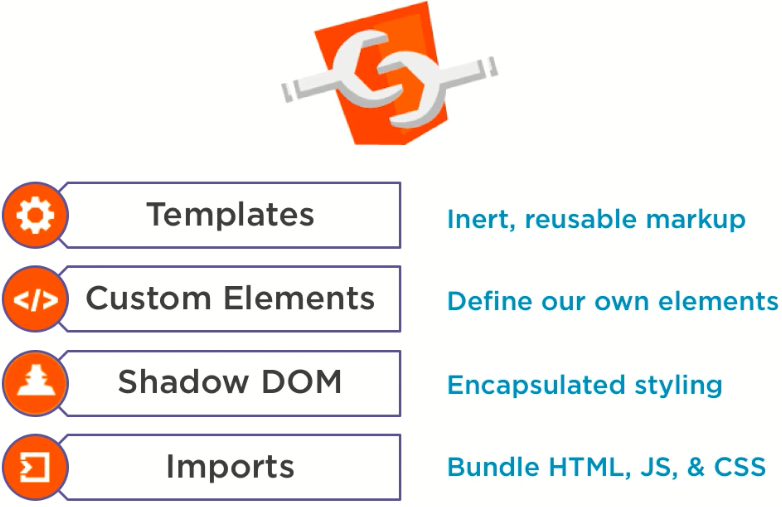 Templates
Inert, reusable markup
</>
Custom Elements
Define our own elements
Shadow DOM
Encapsulated styling
Imports
Bundle HTML, JS, & CSS